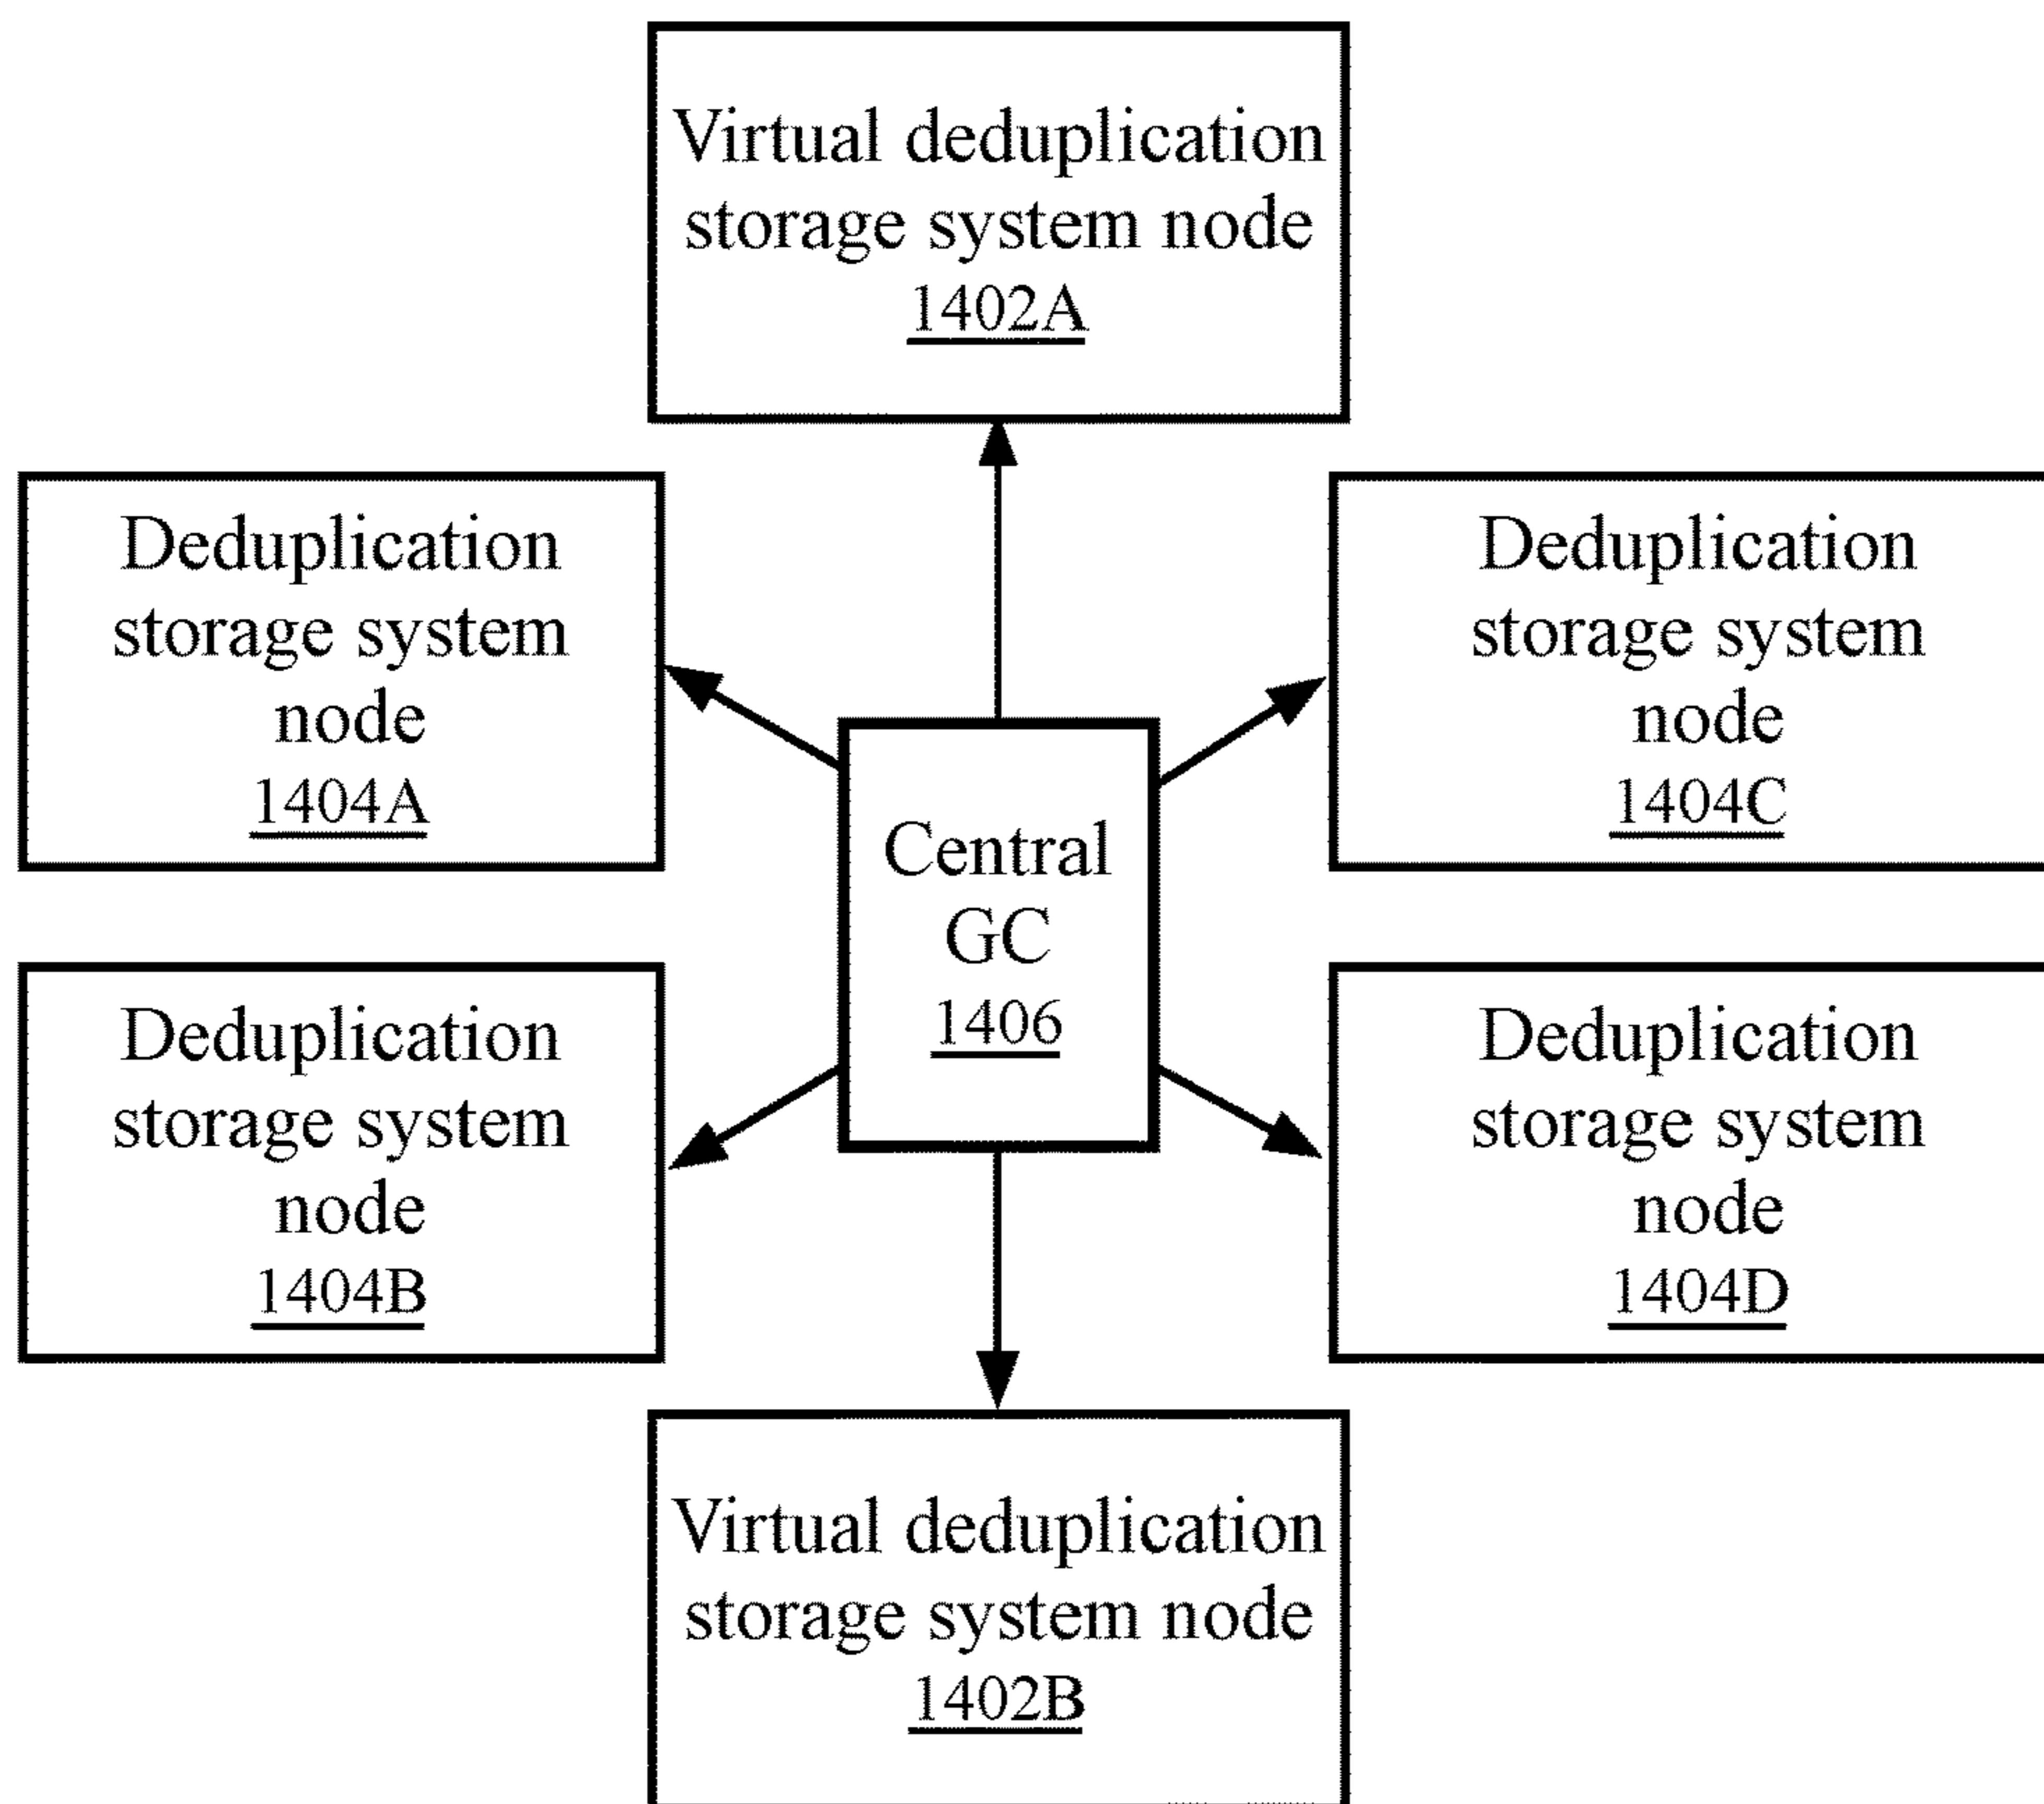 Virtual deduplication
storage system node
1402A
Deduplication
storage system
node
1404A
Deduplication
storage system
node
1404C
Central
GC
1406
Deduplication
storage system
node
1404B
Deduplication
storage system
node
1404D
Virtual deduplication
storage system node
1402B